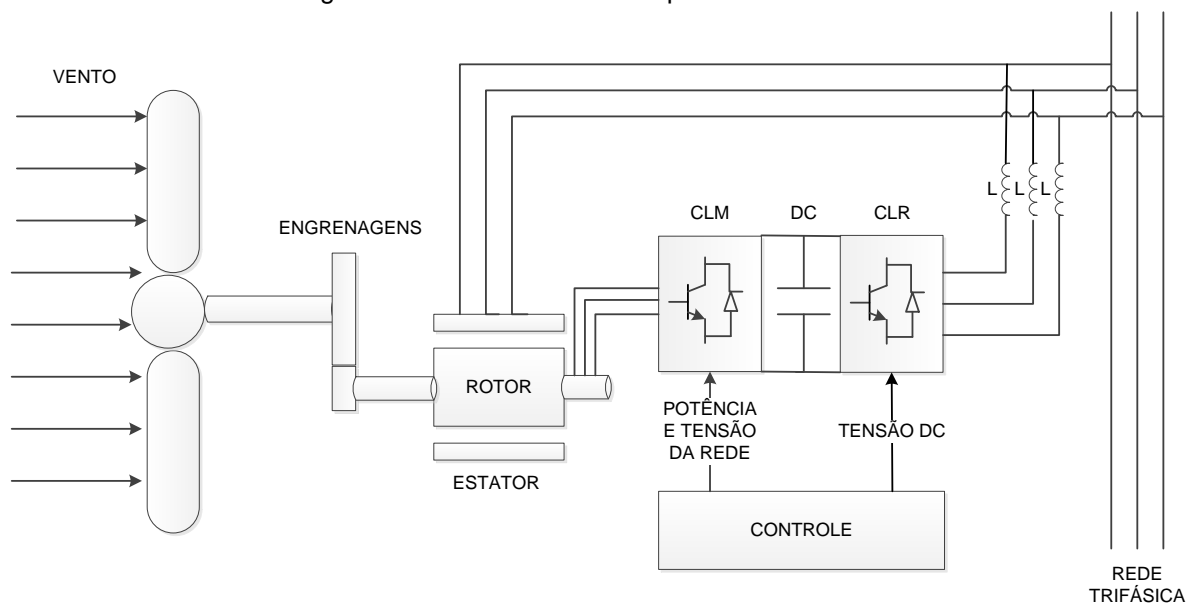 VENTO
ENGRENAGENS
CLM
DC
CLR
L
L
L
ROTOR
ESTATOR
POTÊNCIA
E TENSÃO
DA REDE
TENSÃO DC
CONTROLE
REDE
TRIFÁSICA